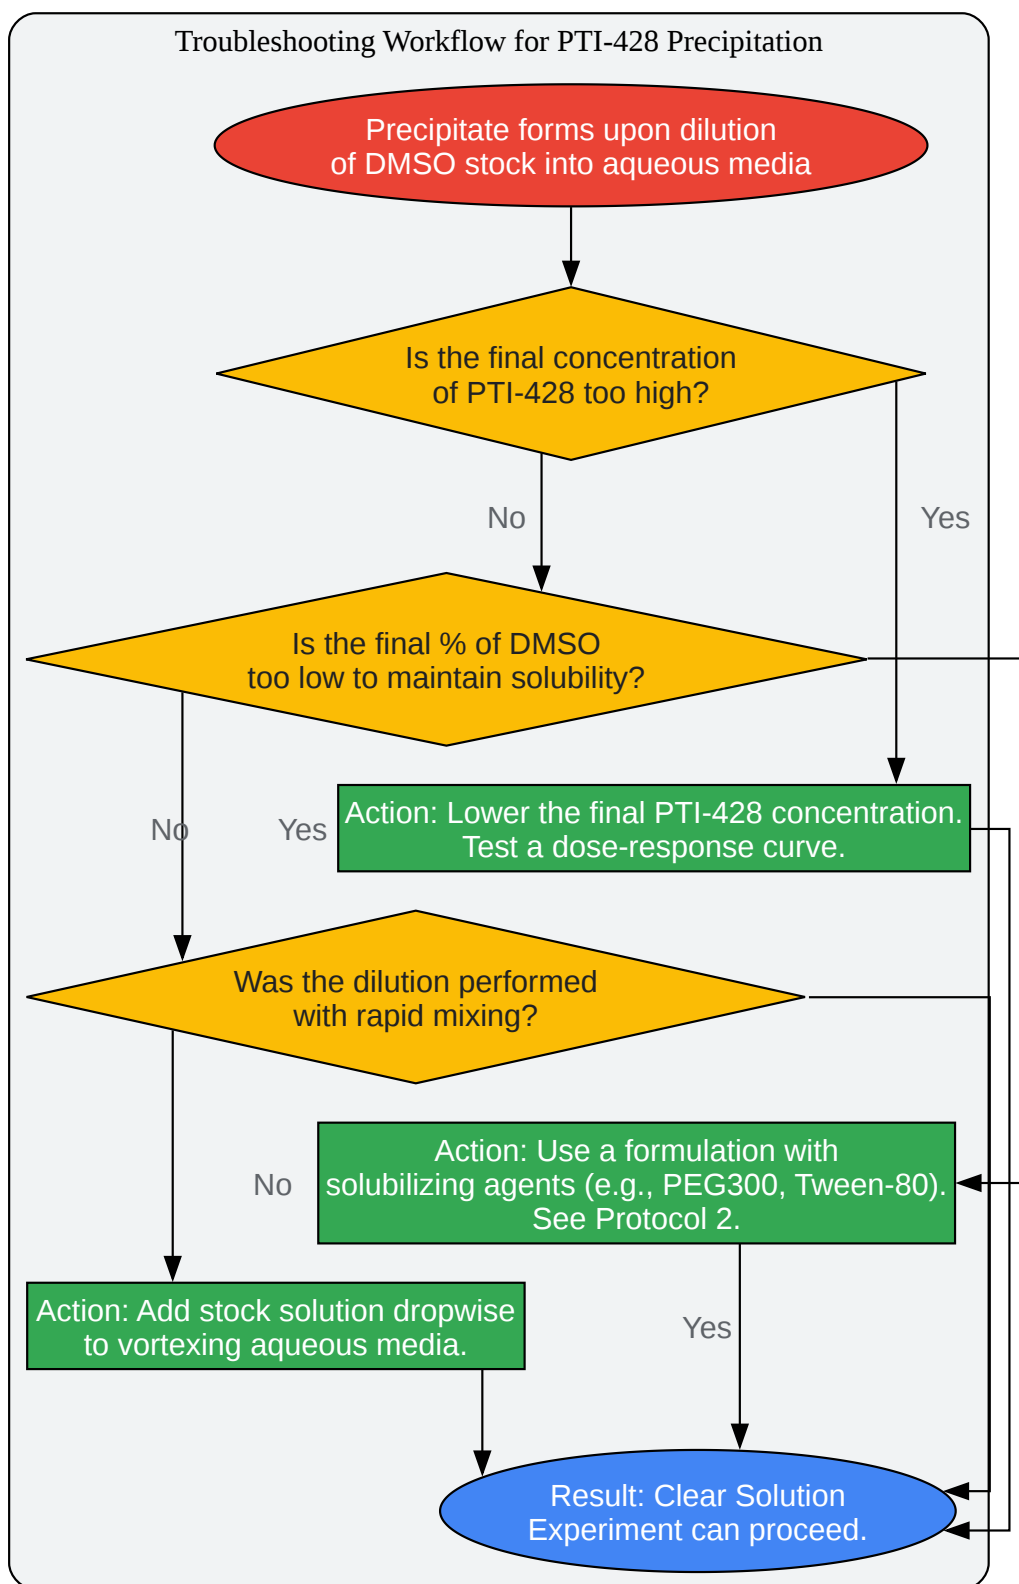 Troubleshooting Workflow for PTI-428 Precipitation
Precipitate forms upon dilution
of DMSO stock into aqueous media
Is the final concentration
of PTI-428 too high?
No
Yes
Is the final % of DMSO
too low to maintain solubility?
No
Yes
Action: Lower the final PTI-428 concentration.
Test a dose-response curve.
Was the dilution performed
with rapid mixing?
No
Action: Use a formulation with
solubilizing agents (e.g., PEG300, Tween-80).
See Protocol 2.
Action: Add stock solution dropwise
to vortexing aqueous media.
Yes
Result: Clear Solution
Experiment can proceed.